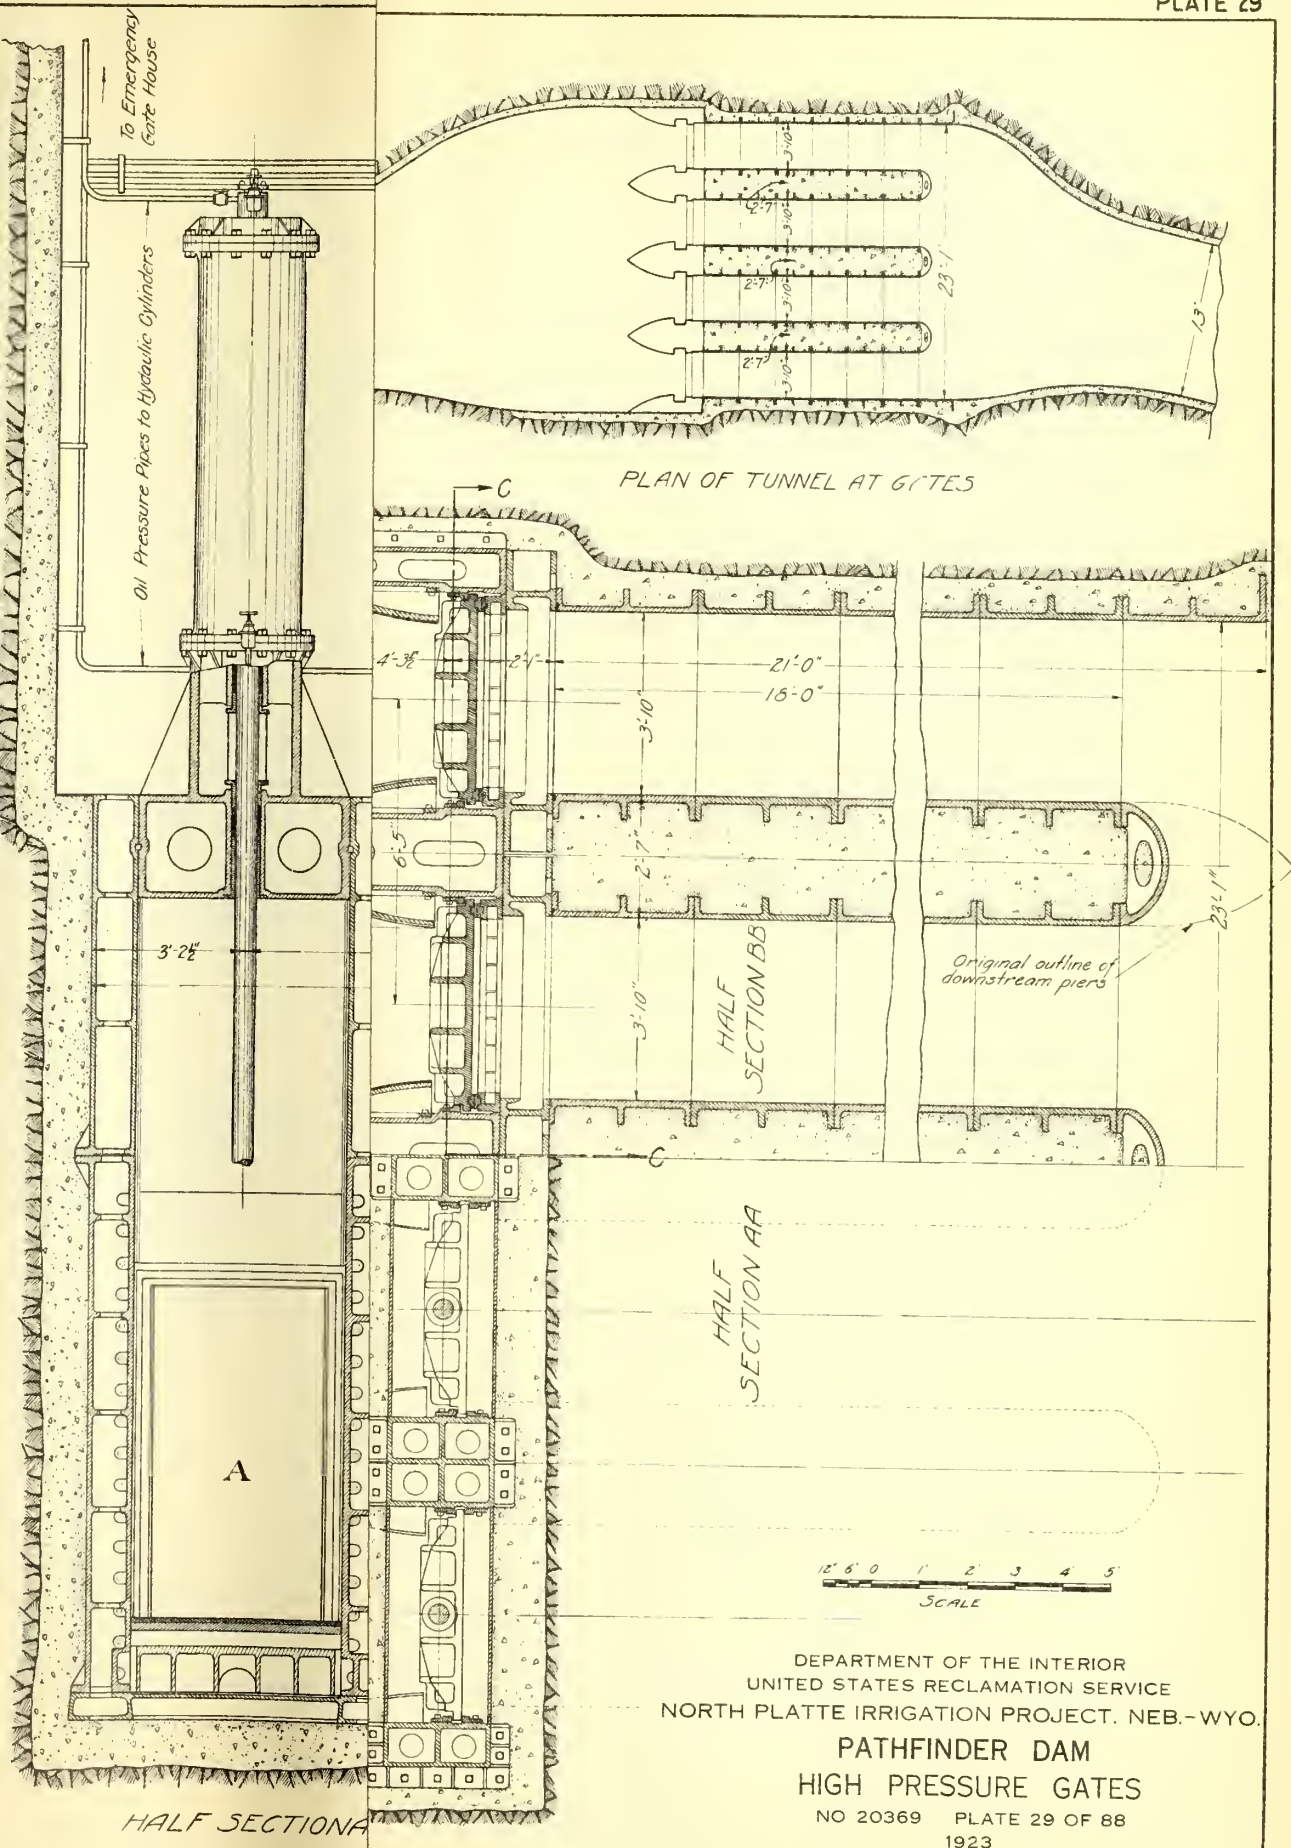 PLATE 29
To Emergency
Gate House
Oil Pressure Pipes to Hydaulic Cylinders
3'-10"
2'-7"
3'-10"
2'-7"
3'-10"
2'-7"
3'-10"
23'-1"
13'
PLAN OF TUNNEL AT GATES
C
4'-3½"
2'-1"
21'-0"
18'-0"
3'-10"
6'-5"
2'-7"
23'-1"
3'-2½"
Original outline of
downstream piers
3'-10"
HALF
SECTION BB
C
HALF
SECTION AA
A
12" 6" 0 1' 2' 3' 4' 5'
SCALE
DEPARTMENT OF THE INTERIOR
UNITED STATES RECLAMATION SERVICE
NORTH PLATTE IRRIGATION PROJECT. NEB.-WYO.
PATHFINDER DAM
HIGH PRESSURE GATES
NO 20369 PLATE 29 OF 88
1923
HALF SECTIONA